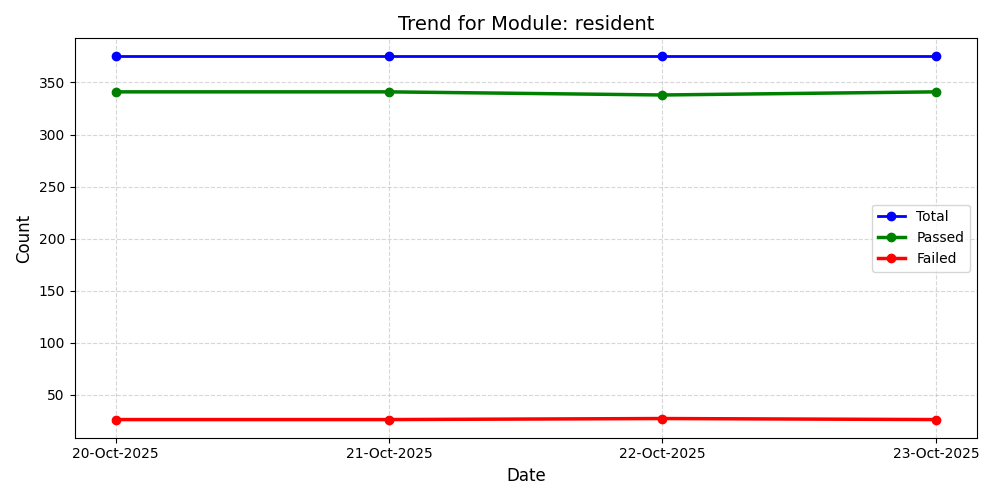 Trend for Module: resident
350
300
250
200
150
100
50
Count
Total
Passed
Failed
20-Oct-2025
21-Oct-2025
22-Oct-2025
23-Oct-2025
Date